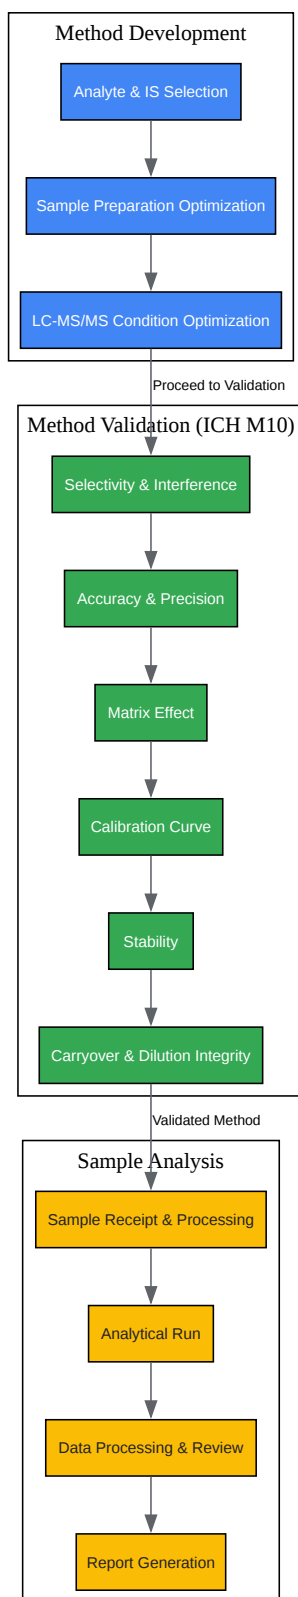 Method Development
Analyte & IS Selection
Sample Preparation Optimization
LC-MS/MS Condition Optimization
Proceed to Validation
Method Validation (ICH M10)
Selectivity & Interference
Accuracy & Precision
Matrix Effect
Calibration Curve
Stability
Carryover & Dilution Integrity
Validated Method
Sample Analysis
Sample Receipt & Processing
Analytical Run
Data Processing & Review
Report Generation